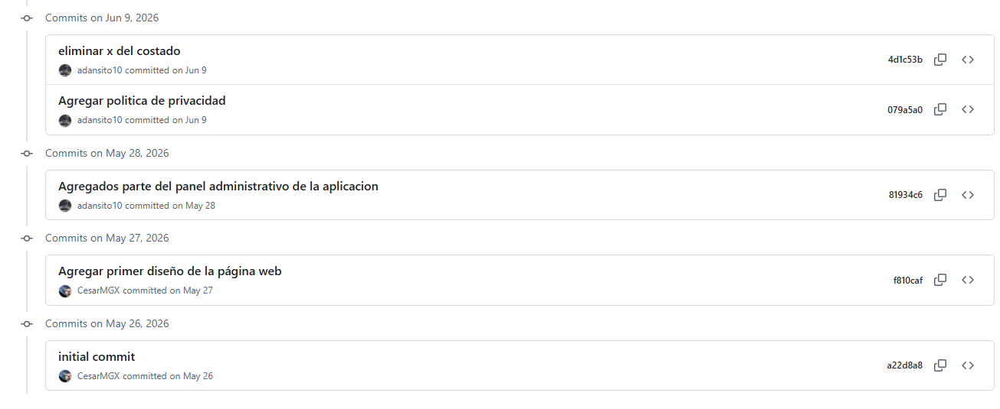 Commits on Jun 9, 2026
eliminar x del costado
adansito10 committed on Jun 9
4d1c53b
Agregar politica de privacidad
adansito10 committed on Jun 9
079a5a0
Commits on May 28, 2026
Agregados parte del panel administrativo de la aplicacion
adansito10 committed on May 28
81934c6
Commits on May 27, 2026
Agregar primer diseño de la página web
CesarMGX committed on May 27
f810caf
Commits on May 26, 2026
initial commit
CesarMGX committed on May 26
a22d8a8